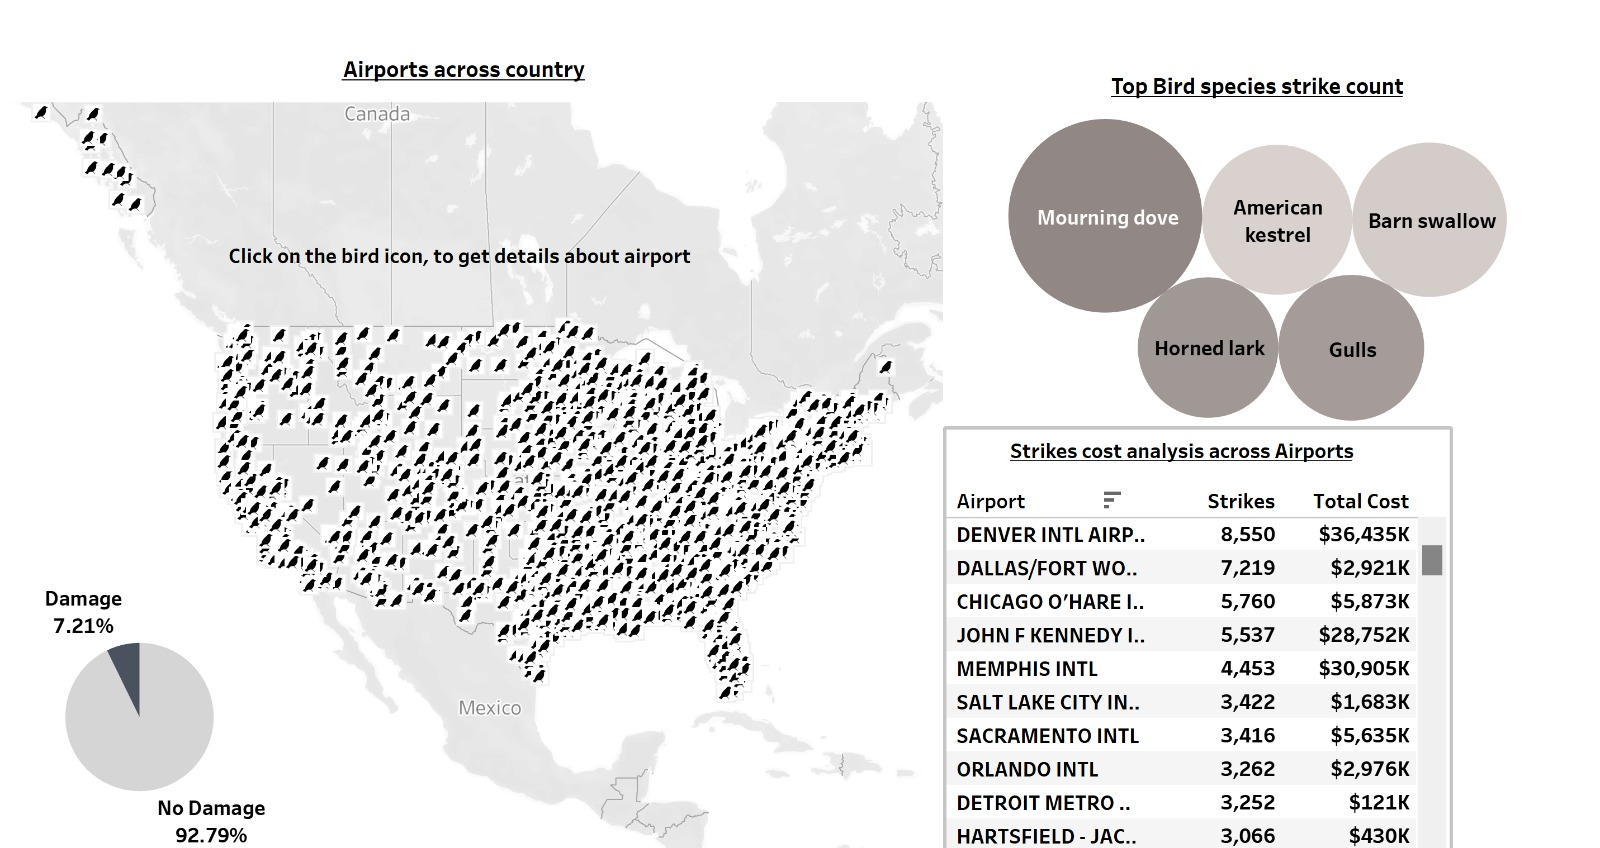 Airports across country
Canada
Click on the bird icon, to get details about airport
Mexico
Damage
7.21%
No Damage
92.79%
Top Bird species strike count
Mourning dove
American
kestrel
Barn swallow
Horned lark
Gulls
Strikes cost analysis across Airports
Airport Strikes Total Cost
DENVER INTL AIRP.. 8,550 $36,435K
DALLAS/FORT WO.. 7,219 $2,921K
CHICAGO O’HARE I.. 5,760 $5,873K
JOHN F KENNEDY I.. 5,537 $28,752K
MEMPHIS INTL 4,453 $30,905K
SALT LAKE CITY IN.. 3,422 $1,683K
SACRAMENTO INTL 3,416 $5,635K
ORLANDO INTL 3,262 $2,976K
DETROIT METRO .. 3,252 $121K
HARTSFIELD - JAC.. 3,066 $430K